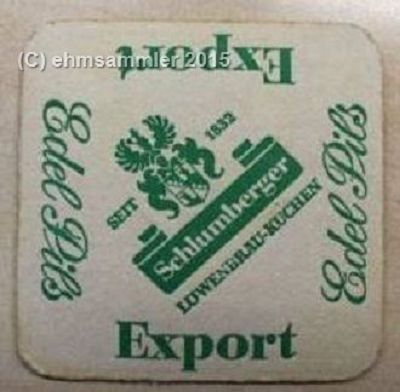 (C) ehmsammler 2015
Export
Edel Pils
SEIT 1832
Schlumberger
LÖWENBRÄU-KUCHEN
Edel Pils
Export